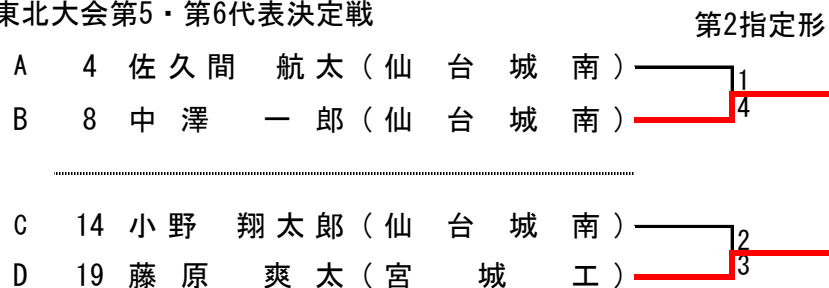 東北大会第5・第6代表決定戦
第2指定形
A 4 佐久間 航太(仙台城南) 1
B 8 中澤 一郎(仙台城南) 4
C 14 小野 翔太郎(仙台城南) 2
D 19 藤原 爽太(宮城工) 3